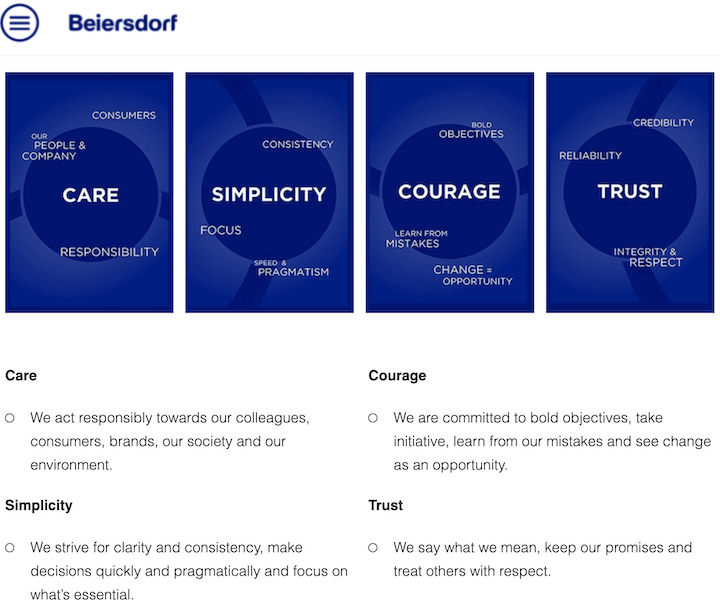 Beiersdorf
CONSUMERS
OUR
PEOPLE &
COMPANY
CARE
RESPONSIBILITY
CONSISTENCY
SIMPLICITY
FOCUS
SPEED &
PRAGMATISM
BOLD
OBJECTIVES
COURAGE
LEARN FROM
MISTAKES
CHANGE =
OPPORTUNITY
CREDIBILITY
RELIABILITY
TRUST
INTEGRITY &
RESPECT
Care
We act responsibly towards our colleagues,
consumers, brands, our society and our
environment.
Simplicity
We strive for clarity and consistency, make
decisions quickly and pragmatically and focus on
what's essential.
Courage
We are committed to bold objectives, take
initiative, learn from our mistakes and see change
as an opportunity.
Trust
We say what we mean, keep our promises and
treat others with respect.